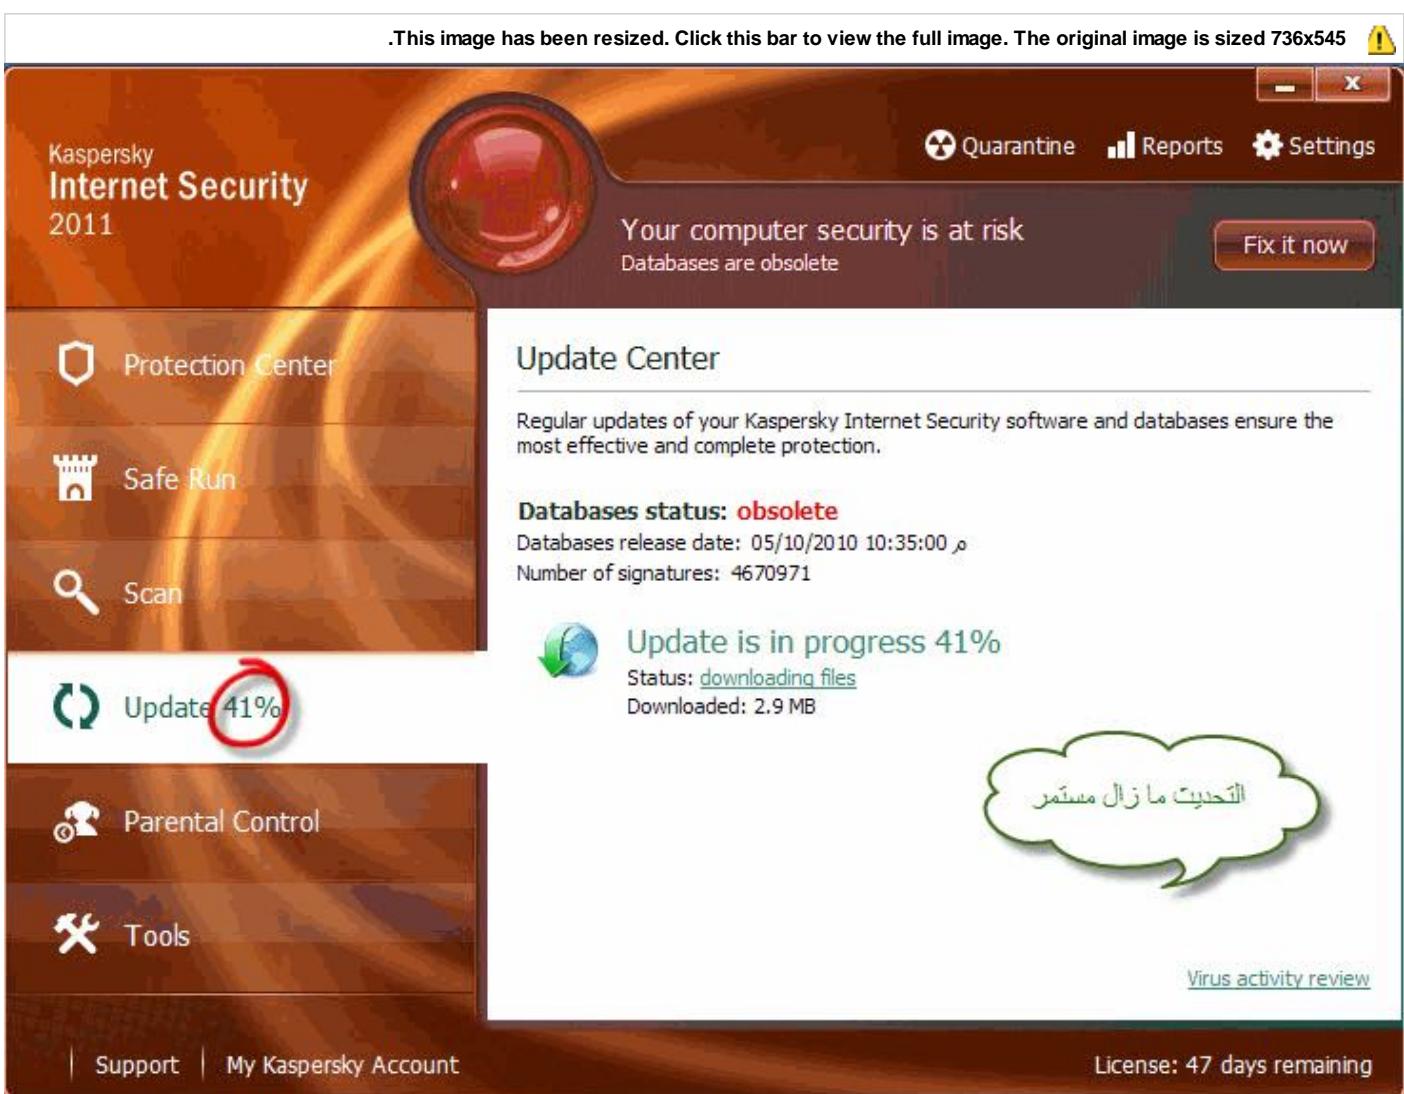 .This image has been resized. Click this bar to view the full image. The original image is sized 736x545
Kaspersky
Internet Security
2011
Quarantine
Reports
Settings
Your computer security is at risk
Databases are obsolete
Fix it now
Protection Center
Safe Run
Scan
Update 41%
Parental Control
Tools
Update Center
Regular updates of your Kaspersky Internet Security software and databases ensure the
most effective and complete protection.
Databases status: obsolete
Databases release date: 05/10/2010 10:35:00 م
Number of signatures: 4670971
Update is in progress 41%
Status: downloading files
Downloaded: 2.9 MB
التحديت ما زال مستمر
Virus activity review
Support
My Kaspersky Account
License: 47 days remaining